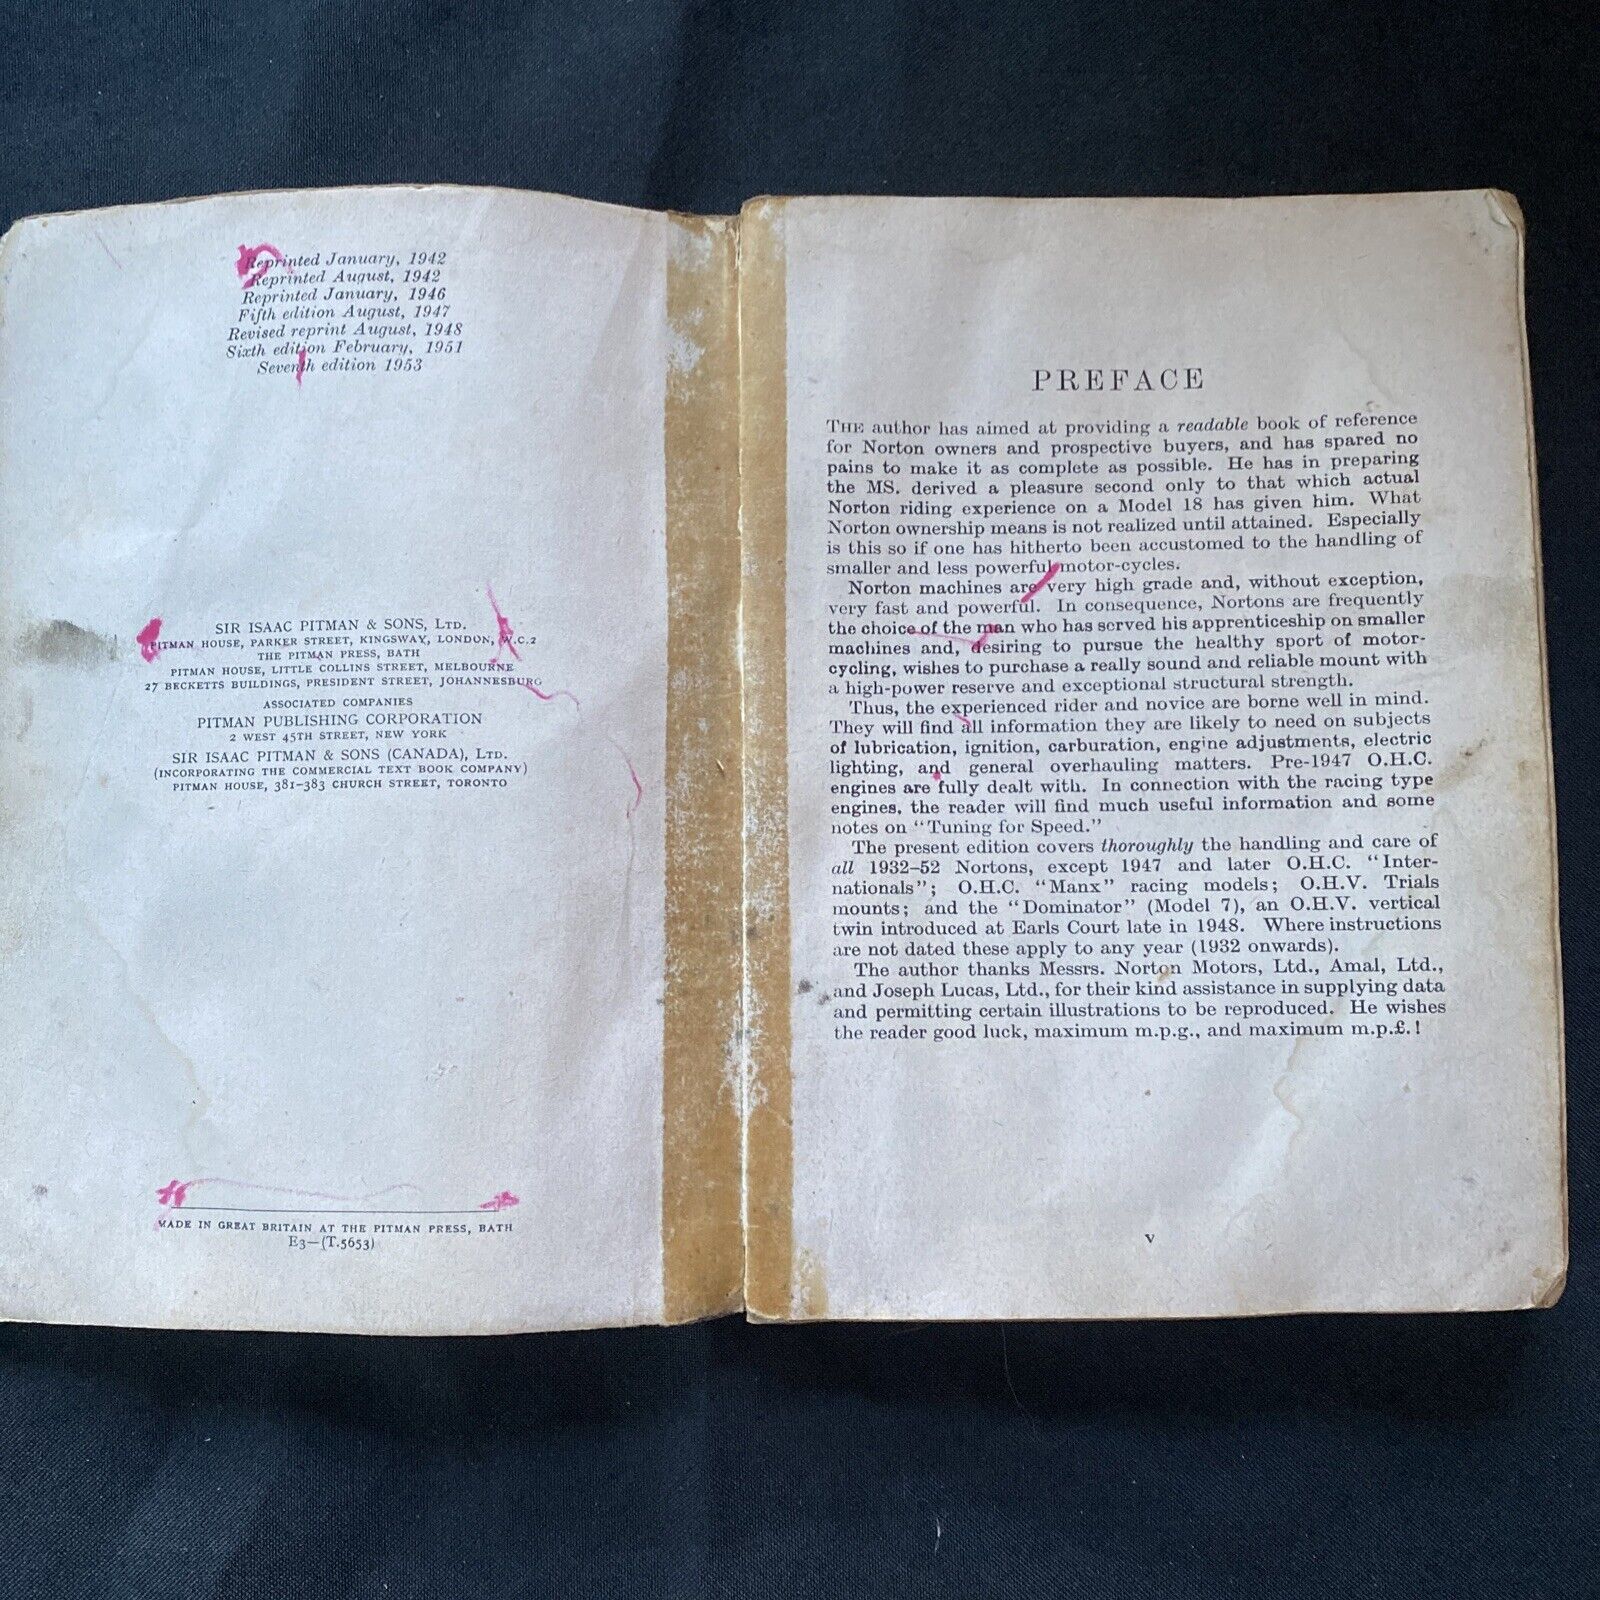 Reprinted January, 1942
Reprinted August, 1942
Reprinted January, 1946
Fifth edition August, 1947
Revised reprint August, 1948
Sixth edition February, 1951
Seventh edition 1953
SIR ISAAC PITMAN & SONS, LTD.
PITMAN HOUSE, PARKER STREET, KINGSWAY, LONDON, W.C.2
THE PITMAN PRESS, BATH
PITMAN HOUSE, LITTLE COLLINS STREET, MELBOURNE
27 BECKETTS BUILDINGS, PRESIDENT STREET, JOHANNESBURG
ASSOCIATED COMPANIES
PITMAN PUBLISHING CORPORATION
2 WEST 45TH STREET, NEW YORK
SIR ISAAC PITMAN & SONS (CANADA), LTD.
(INCORPORATING THE COMMERCIAL TEXT BOOK COMPANY)
PITMAN HOUSE, 381–383 CHURCH STREET, TORONTO
MADE IN GREAT BRITAIN AT THE PITMAN PRESS, BATH
E3—(T.5653)
PREFACE
THE author has aimed at providing a readable book of reference
for Norton owners and prospective buyers, and has spared no
pains to make it as complete as possible. He has in preparing
the MS. derived a pleasure second only to that which actual
Norton riding experience on a Model 18 has given him. What
Norton ownership means is not realized until attained. Especially
is this so if one has hitherto been accustomed to the handling of
smaller and less powerful motor-cycles.
Norton machines are very high grade and, without exception,
very fast and powerful. In consequence, Nortons are frequently
the choice of the man who has served his apprenticeship on smaller
machines and, desiring to pursue the healthy sport of motor-
cycling, wishes to purchase a really sound and reliable mount with
a high-power reserve and exceptional structural strength.
Thus, the experienced rider and novice are borne well in mind.
They will find all information they are likely to need on subjects
of lubrication, ignition, carburation, engine adjustments, electric
lighting, and general overhauling matters. Pre-1947 O.H.C.
engines are fully dealt with. In connection with the racing type
engines, the reader will find much useful information and some
notes on "Tuning for Speed."
The present edition covers thoroughly the handling and care of
all 1932–52 Nortons, except 1947 and later O.H.C. "Inter-
nationals"; O.H.C. "Manx" racing models; O.H.V. Trials
mounts; and the "Dominator" (Model 7), an O.H.V. vertical
twin introduced at Earls Court late in 1948. Where instructions
are not dated these apply to any year (1932 onwards).
The author thanks Messrs. Norton Motors, Ltd., Amal, Ltd.,
and Joseph Lucas, Ltd., for their kind assistance in supplying data
and permitting certain illustrations to be reproduced. He wishes
the reader good luck, maximum m.p.g., and maximum m.p.£.!
v